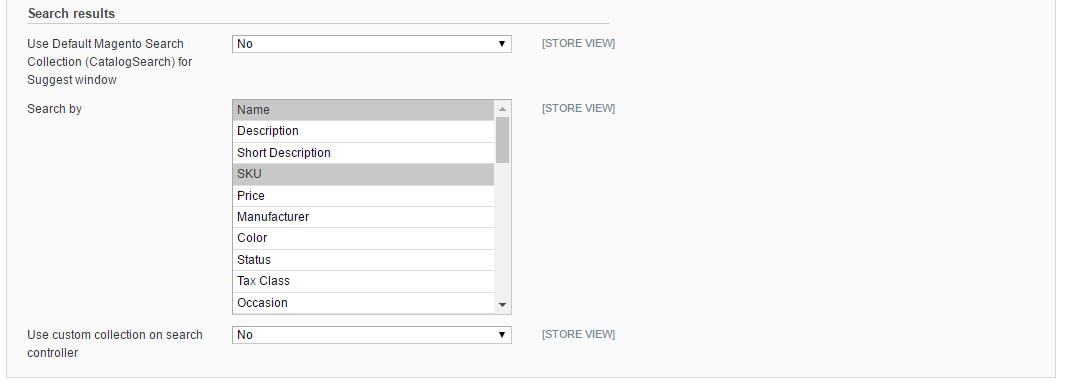 Search results
Use Default Magento Search
Collection (CatalogSearch) for
Suggest window
No
[STORE VIEW]
Search by
Name
Description
Short Description
SKU
Price
Manufacturer
Color
Status
Tax Class
Occasion
[STORE VIEW]
Use custom collection on search
controller
No
[STORE VIEW]